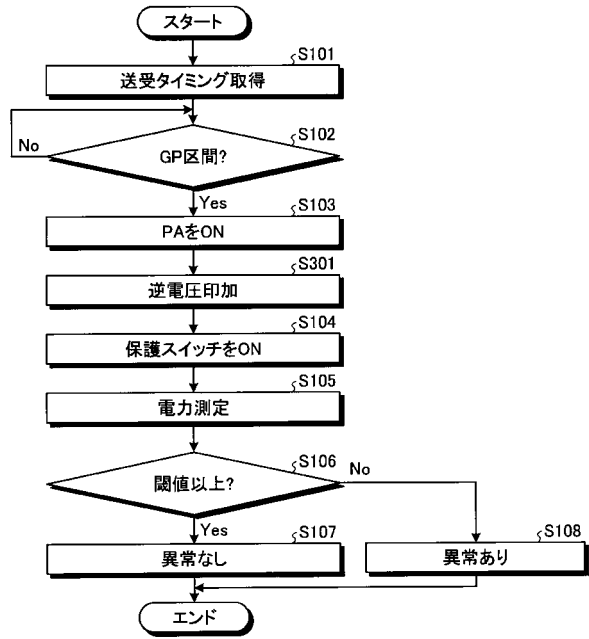 スタート
S101
送受タイミング取得
S102
No
GP区間?
Yes
S103
PAをON
S301
逆電圧印加
S104
保護スイッチをON
S105
電力測定
S106
No
閾値以上?
Yes
S107
S108
異常なし
異常あり
エンド